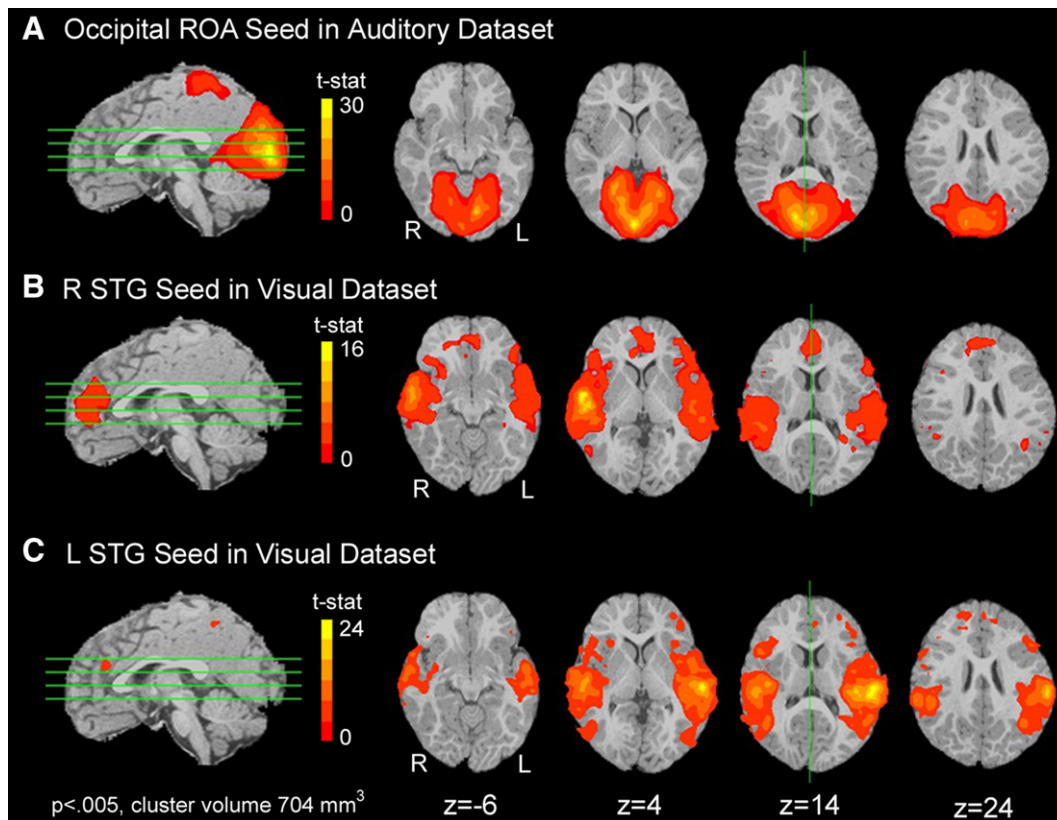 A Occipital ROA Seed in Auditory Dataset
t-stat
30
0
R L
B R STG Seed in Visual Dataset
t-stat
16
0
R L
C L STG Seed in Visual Dataset
t-stat
24
0
R L
p<.005, cluster volume 704 mm³ z=-6 z=4 z=14 z=24